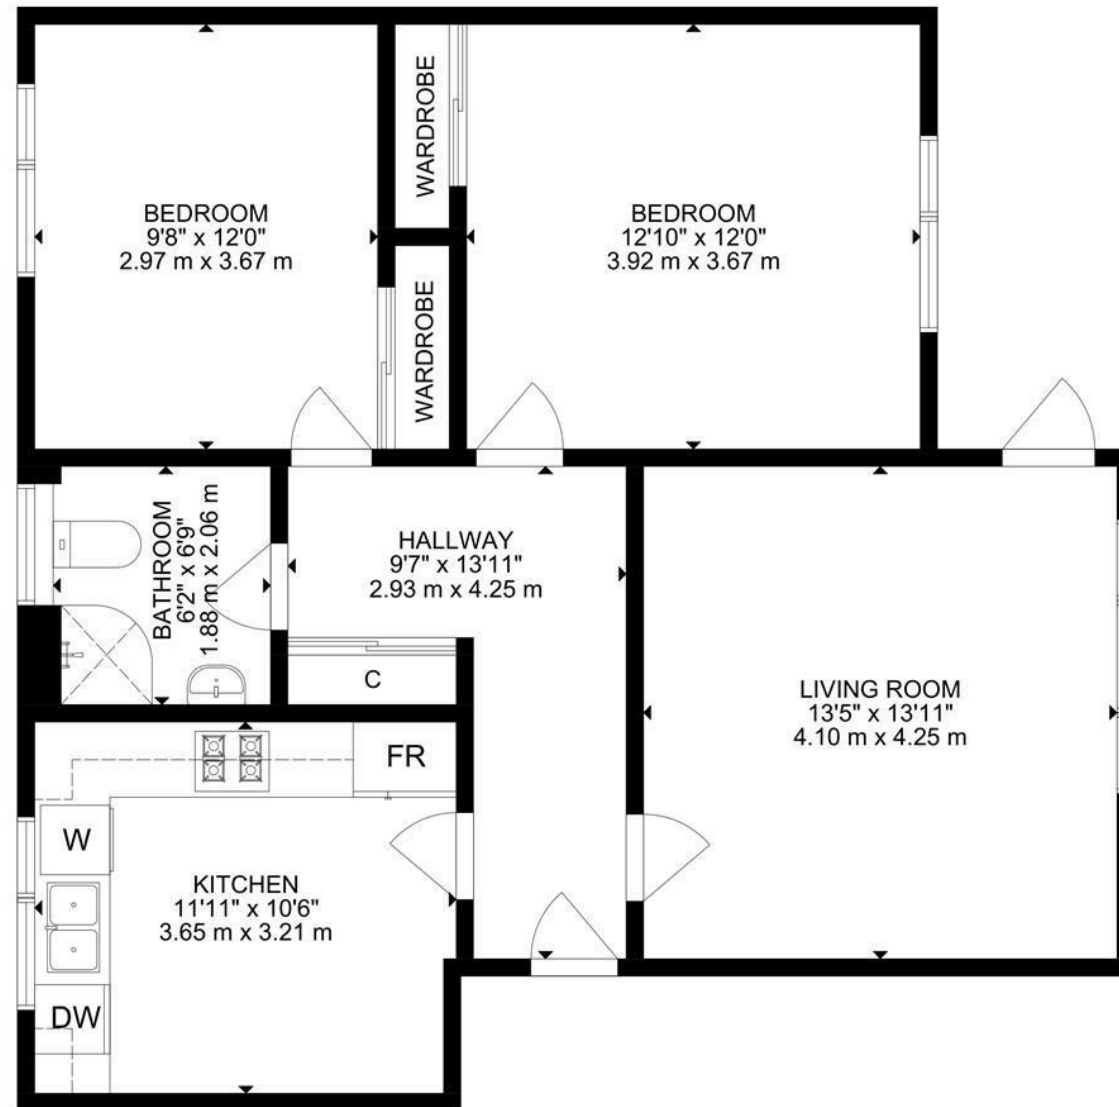 BEDROOM
9'8" x 12'0"
2.97 m x 3.67 m
WARDROBE
WARDROBE
BEDROOM
12'10" x 12'0"
3.92 m x 3.67 m
BATHROOM
6'2" x 6'9"
1.88 m x 2.06 m
HALLWAY
9'7" x 13'11"
2.93 m x 4.25 m
C
LIVING ROOM
13'5" x 13'11"
4.10 m x 4.25 m
FR
W
KITCHEN
11'11" x 10'6"
3.65 m x 3.21 m
DW